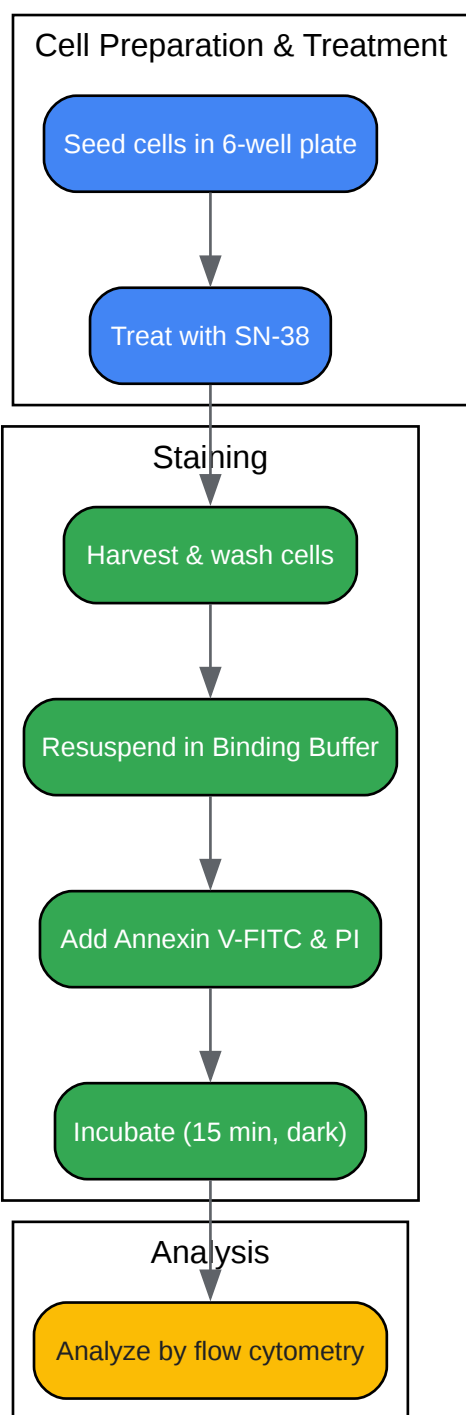 Cell Preparation & Treatment
Seed cells in 6-well plate
Treat with SN-38
Staining
Harvest & wash cells
Resuspend in Binding Buffer
Add Annexin V-FITC & PI
Incubate (15 min, dark)
Analysis
Analyze by flow cytometry